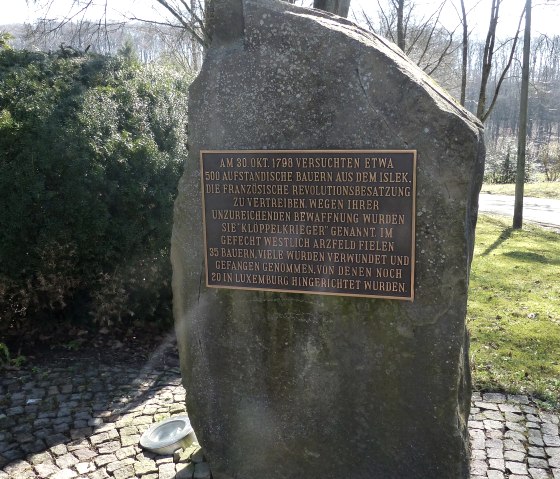 AM 30. OKT. 1798 VERSUCHTEN ETWA
500 AUFSTÄNDISCHE BAUERN AUS DEM ISLEK,
DIE FRANZÖSISCHE REVOLUTIONSBESATZUNG
ZU VERTREIBEN. WEGEN IHRER
UNZUREICHENDEN BEWAFFNUNG WURDEN
SIE "KLÖPPELKRIEGER" GENANNT. IM
GEFECHT WESTLICH ARZFELD FIELEN
35 BAUERN, VIELE WURDEN VERWUNDET UND
GEFANGEN GENOMMEN, VON DENEN NOCH
20 IN LUXEMBURG HINGERICHTET WURDEN.